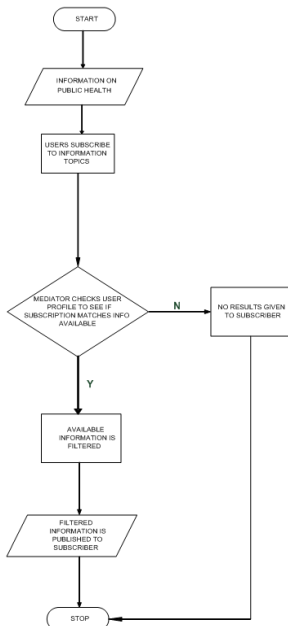 START
INFORMATION ON
PUBLIC HEALTH
USERS SUBSCRIBE
TO INFORMATION
TOPICS
MEDIATOR CHECKS USER
PROFILE TO SEE IF
SUBSCRIPTION MATCHES INFO
AVAILABLE
N
NO RESULTS GIVEN
TO SUBSCRIBER
Y
AVAILABLE
INFORMATION IS
FILTERED
FILTERED
INFORMATION IS
PUBLISHED TO
SUBSCRIBER
STOP